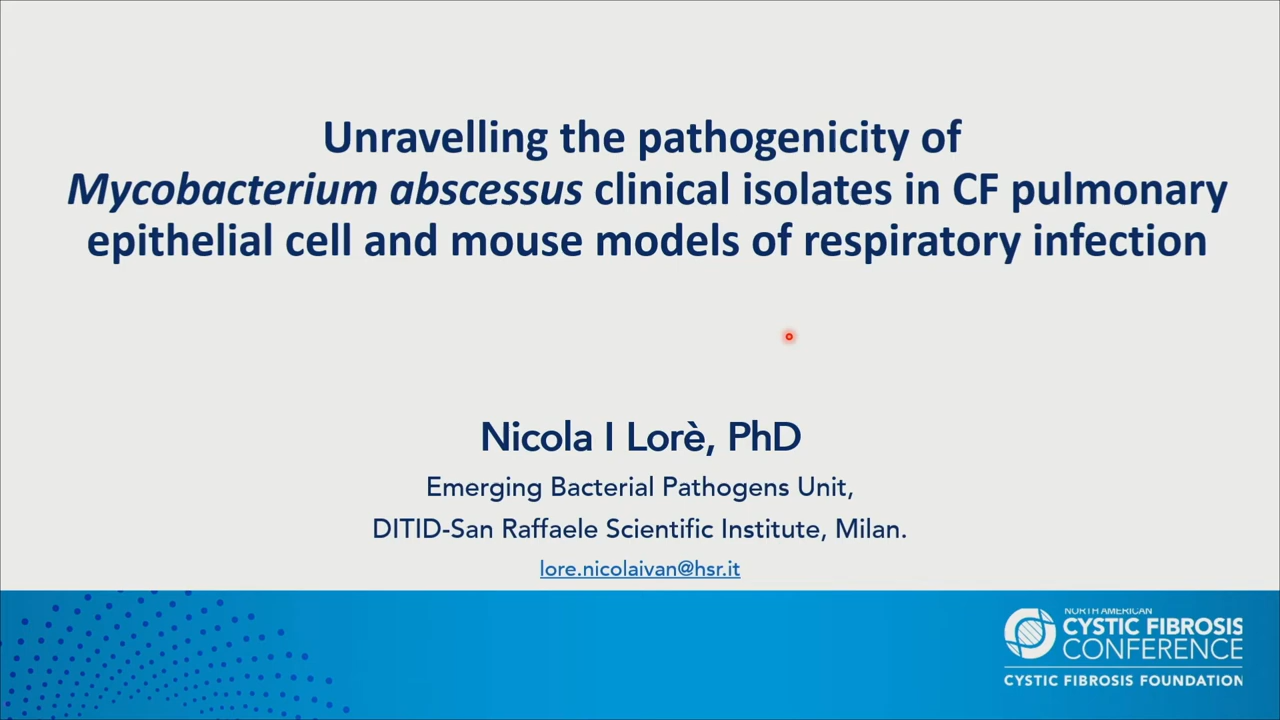 Unravelling the pathogenicity of
Mycobacterium abscessus clinical isolates in CF pulmonary
epithelial cell and mouse models of respiratory infection
Nicola I Lorè, PhD
Emerging Bacterial Pathogens Unit,
DITID-San Raffaele Scientific Institute, Milan.
lore.nicolaivan@hsr.it
NORTH AMERICAN
CYSTIC FIBROSIS
CONFERENCE
CYSTIC FIBROSIS FOUNDATION